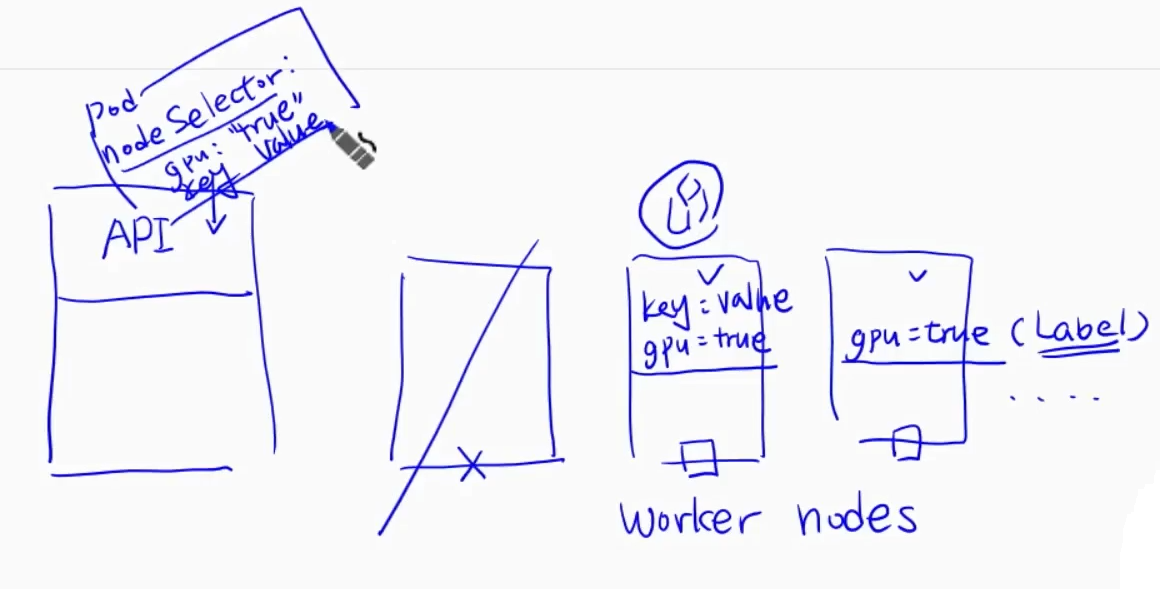 pod
nodeSelector:
gpu: "true"
key value
API
key = value
gpu = true
gpu = true (Label)
. . . .
Worker nodes